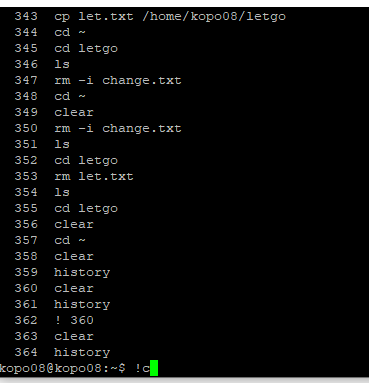 343 cp let.txt /home/kopo08/letgo
344 cd ~
345 cd letgo
346 ls
347 rm -i change.txt
348 cd ~
349 clear
350 rm -i change.txt
351 ls
352 cd letgo
353 rm let.txt
354 ls
355 cd letgo
356 clear
357 cd ~
358 clear
359 history
360 clear
361 history
362 ! 360
363 clear
364 history
kopo08@kopo08:~$ !c